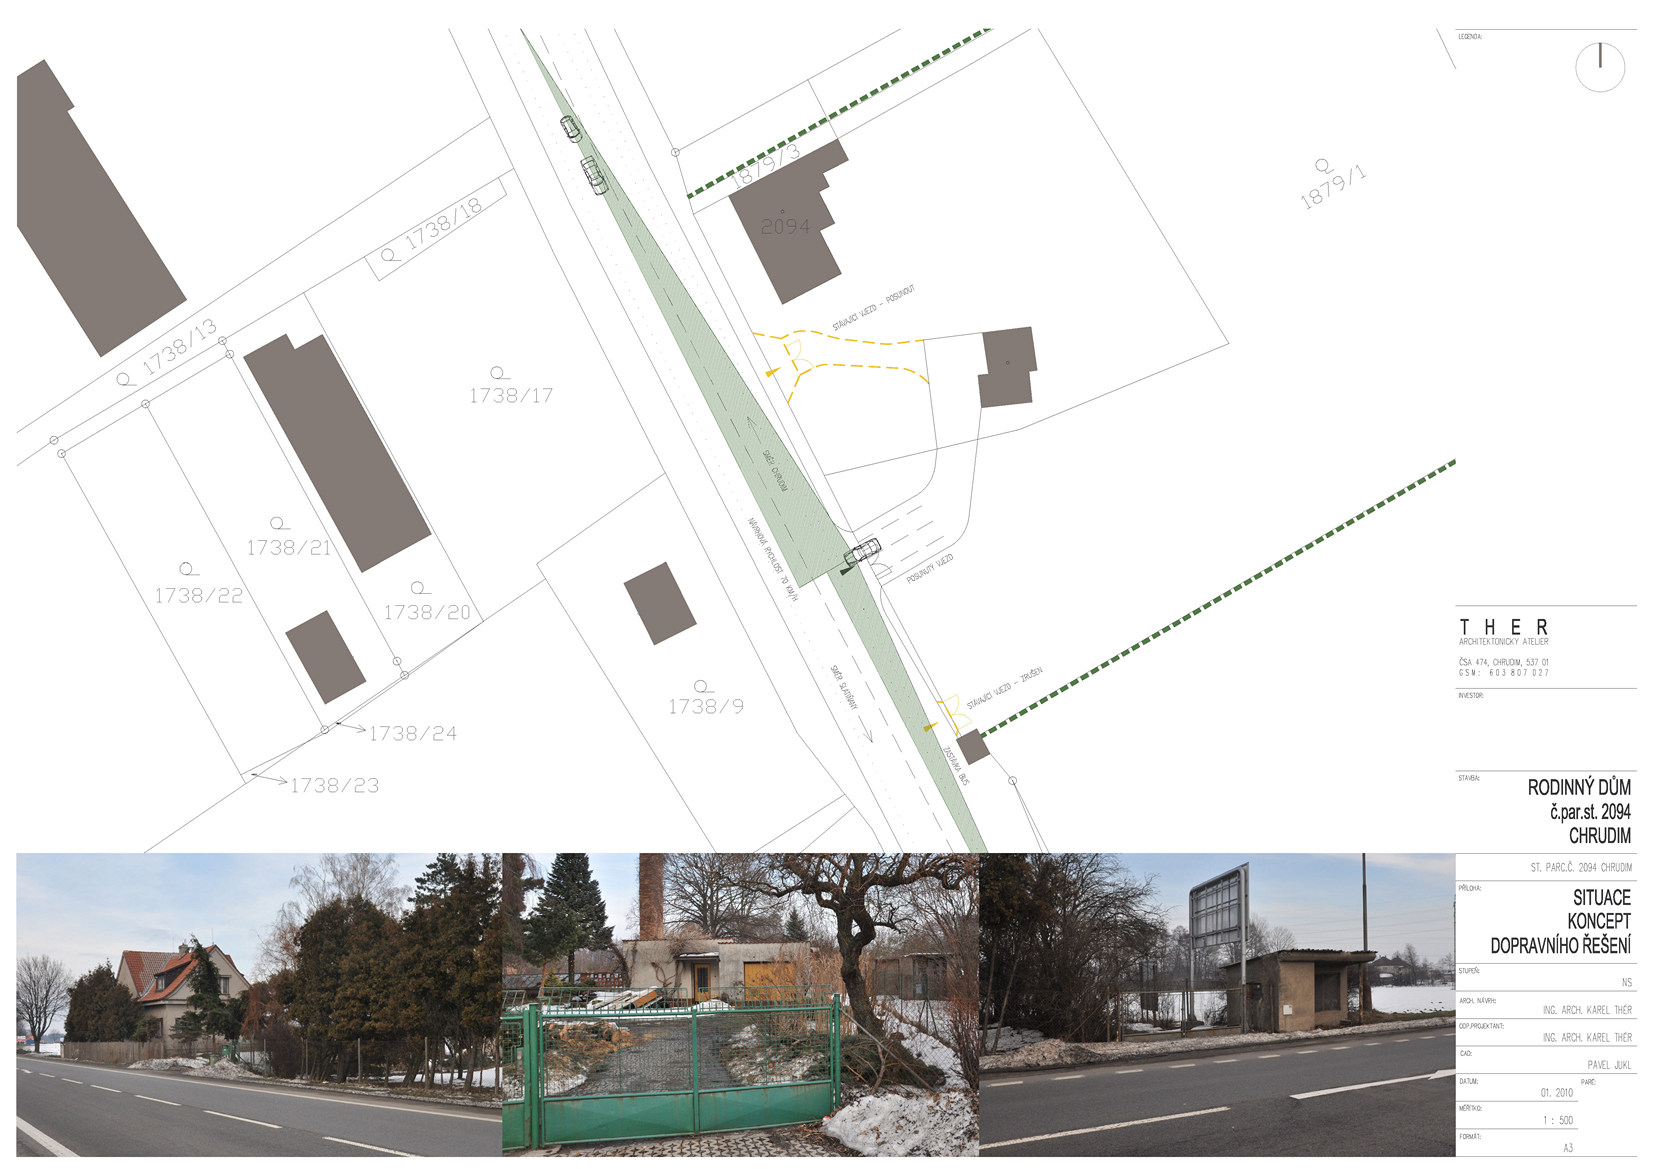 LEGENDA:
1879/3
2094
1879/1
1738/18
1738/13
1738/17
STÁVAJÍCÍ VJEZD - POSUNOUT
SMĚR CHRUDIM
NÁVRHOVÁ RYCHLOST 70 KM/H
1738/21
1738/22
1738/20
POSUNUTÝ VJEZD
SMĚR SLATIŇANY
STÁVAJÍCÍ VJEZD - ZRUŠEN
1738/9
1738/24
1738/23
ZASTÁVKA BUS
THER
ARCHITEKTONICKÝ ATELIER
ČSA 474, CHRUDIM, 537 01
GSM: 603 807 027
INVESTOR:
STAVBA:
RODINNÝ DŮM
č.par.st. 2094
CHRUDIM
ST. PARC.Č. 2094 CHRUDIM
PŘÍLOHA:
SITUACE
KONCEPT
DOPRAVNÍHO ŘEŠENÍ
STUPEŇ:
NS
ARCH. NÁVRH:
ING. ARCH. KAREL THÉR
ODP.PROJEKTANT:
ING. ARCH. KAREL THÉR
CAD:
PAVEL JUKL
DATUM:
PARÉ:
01. 2010
MĚŘÍTKO:
1 : 500
FORMÁT:
A3